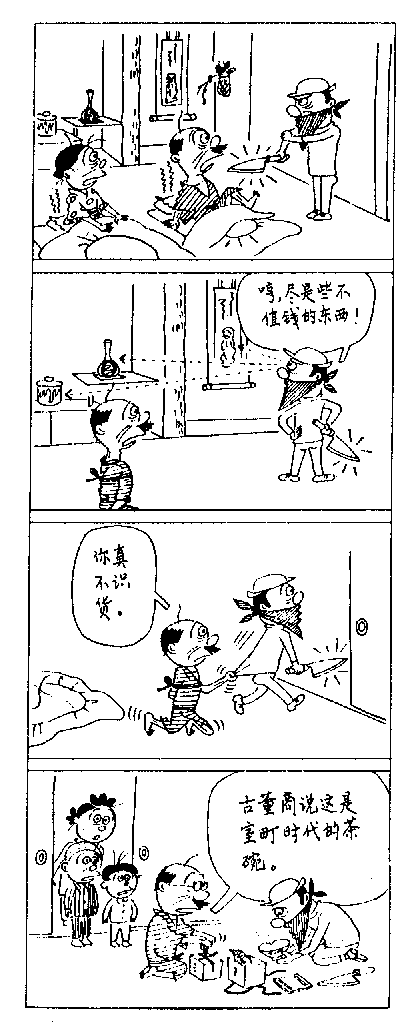 哼,尽是些不
值钱的东西!
你真
不识
货。
古董商说这是
室町时代的茶
碗。